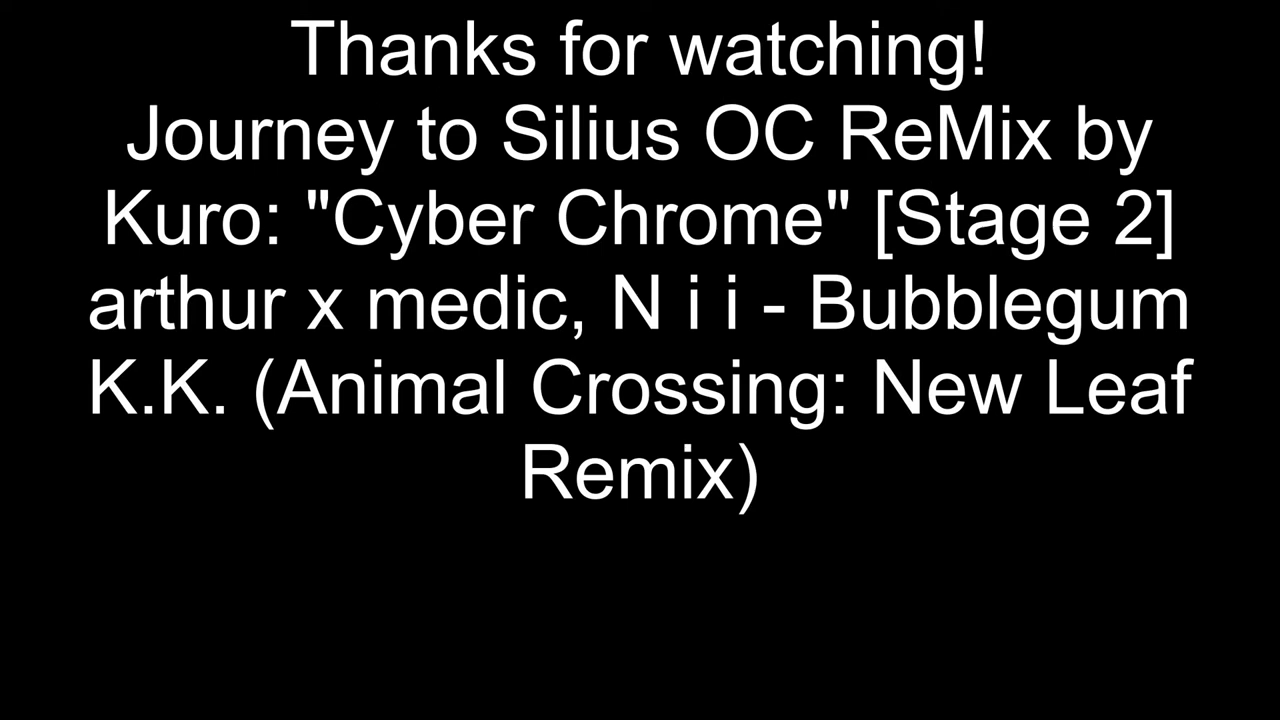 Thanks for watching!
Journey to Silius OC ReMix by
Kuro: "Cyber Chrome" [Stage 2]
arthur x medic, N i i - Bubblegum
K.K. (Animal Crossing: New Leaf
Remix)